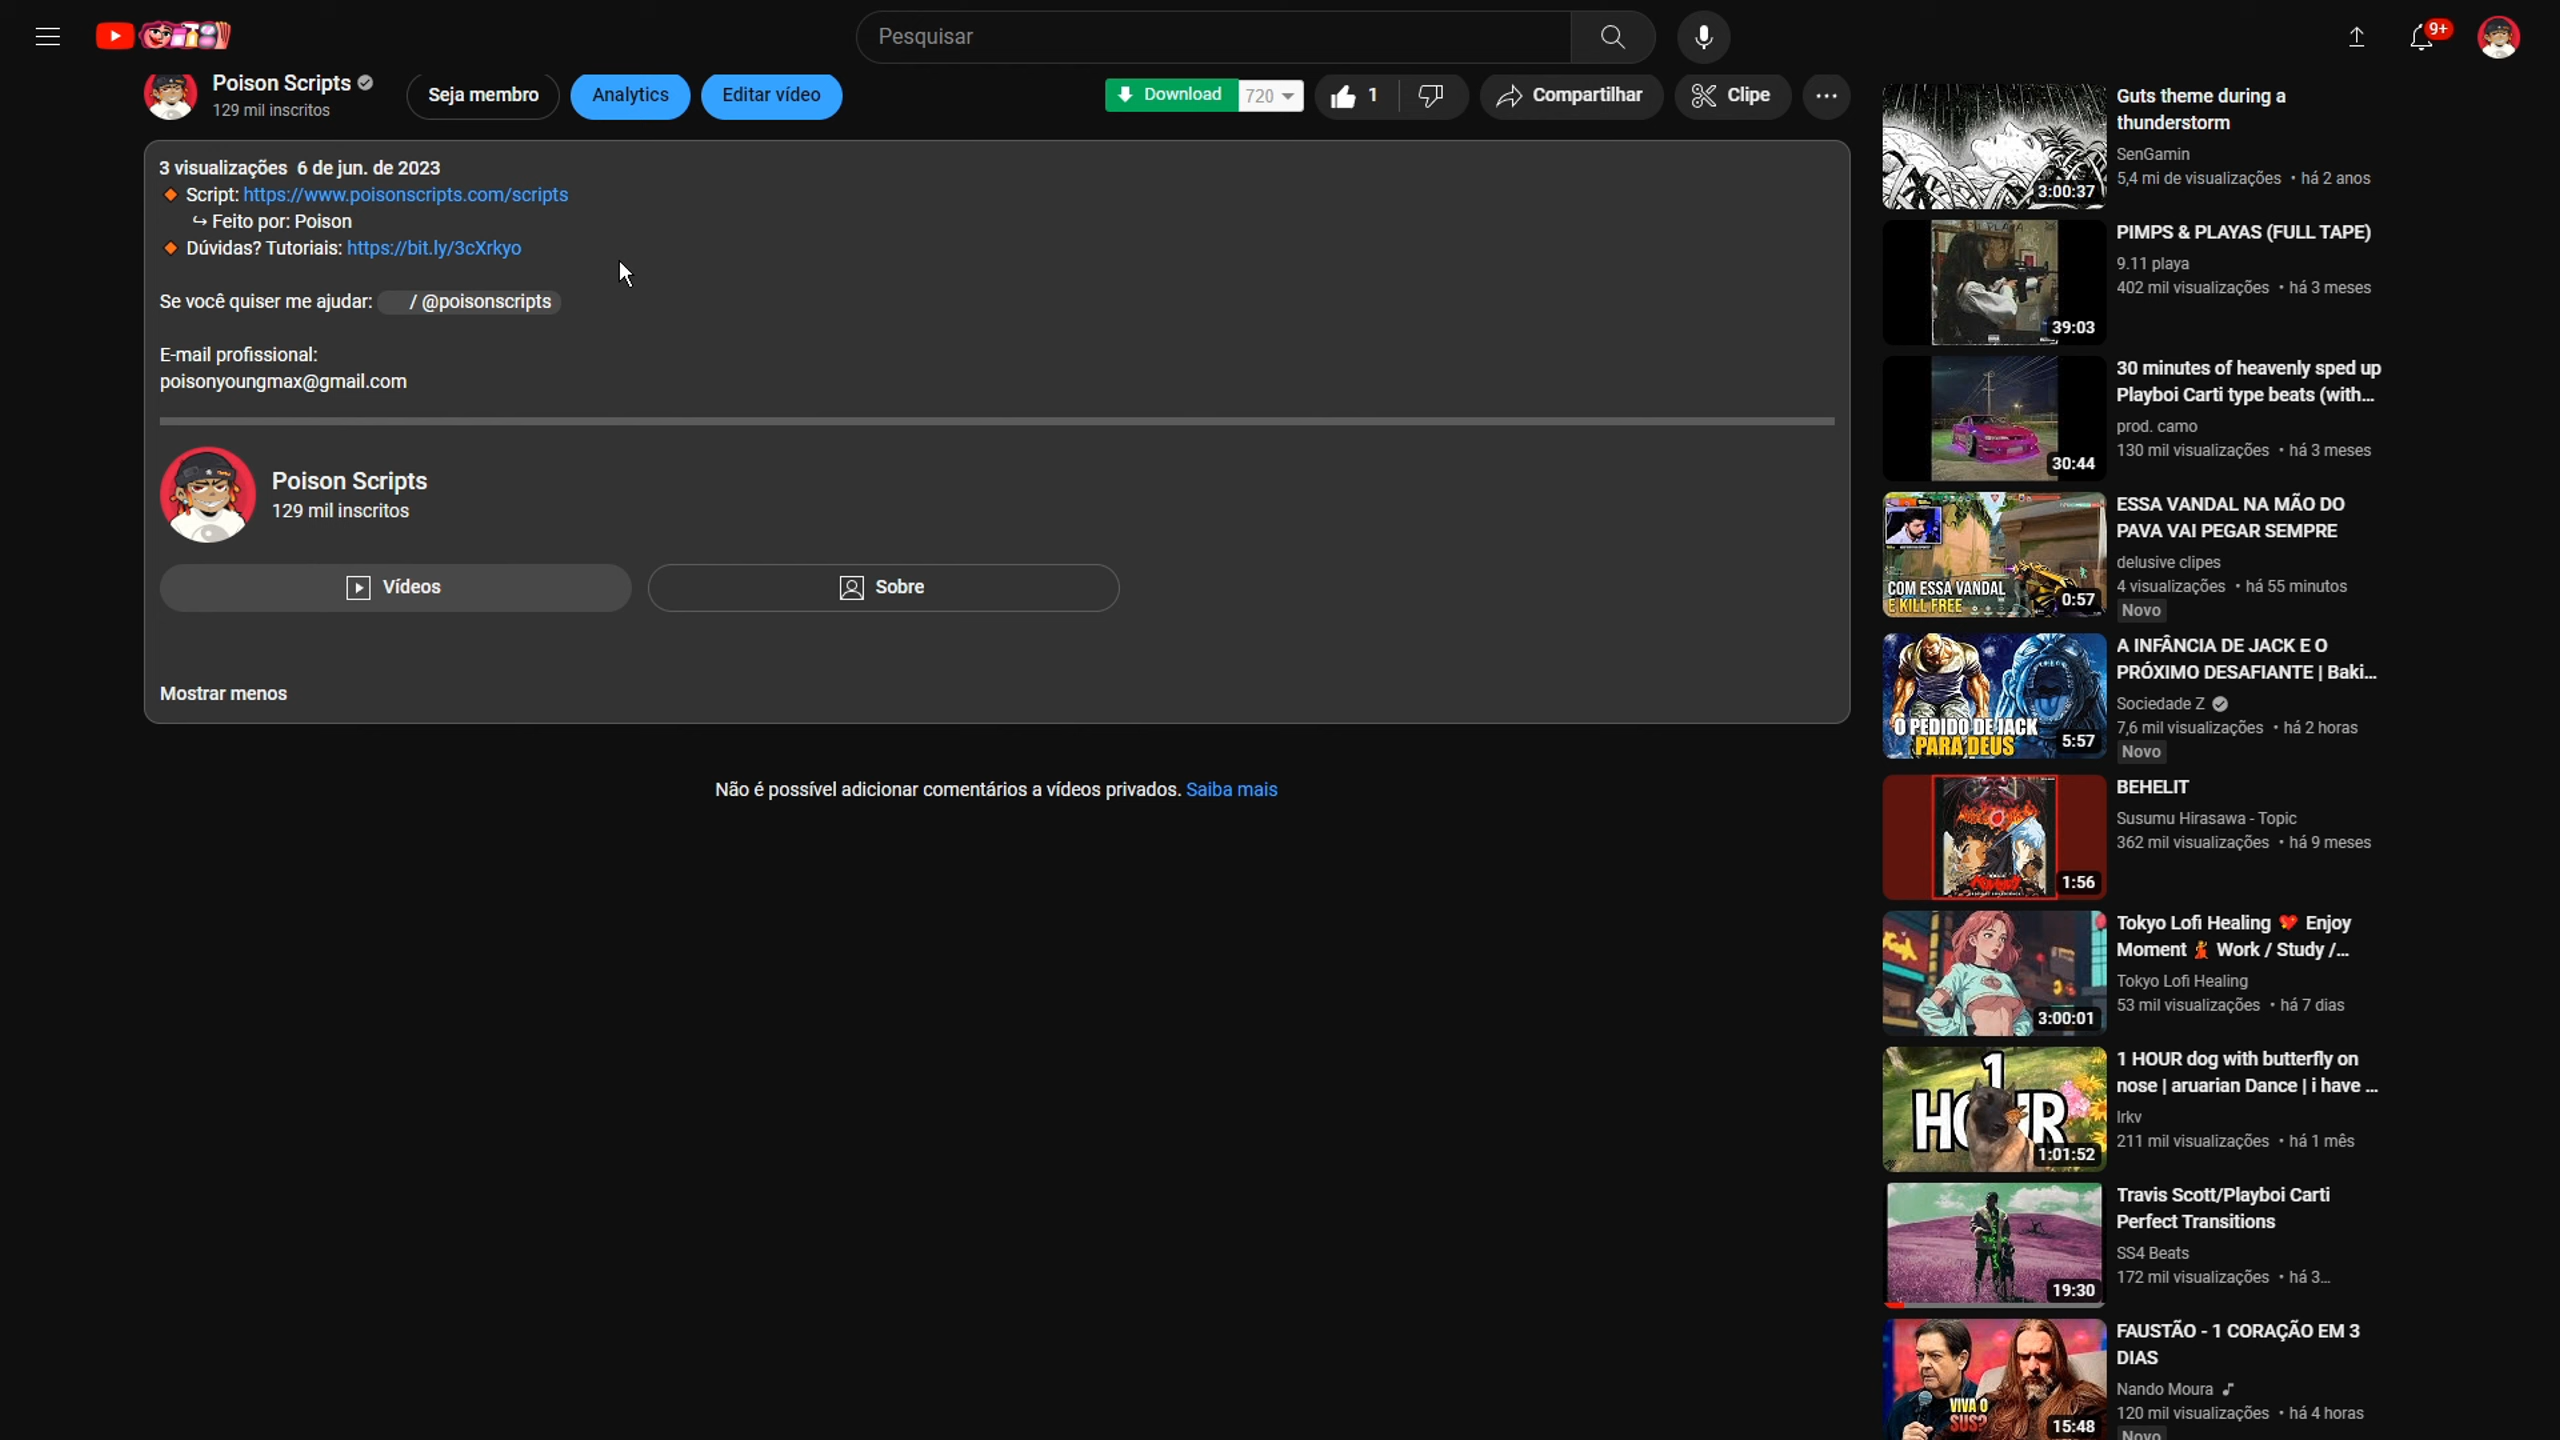 Pesquisar
9+
Poison Scripts
129 mil inscritos
Seja membro
Analytics
Editar vídeo
Download
720
1
Compartilhar
Clipe
3 visualizações 6 de jun. de 2023
🔸 Script: https://www.poisonscripts.com/scripts
↪ Feito por: Poison
🔸 Dúvidas? Tutoriais: https://bit.ly/3cXrkyo
Se você quiser me ajudar: / @poisonscripts
E-mail profissional:
poisonyoungmax@gmail.com
Poison Scripts
129 mil inscritos
Vídeos
Sobre
Mostrar menos
Não é possível adicionar comentários a vídeos privados. Saiba mais
3:00:37
Guts theme during a
thunderstorm
SenGamin
5,4 mi de visualizações • há 2 anos
39:03
PIMPS & PLAYAS (FULL TAPE)
9.11 playa
402 mil visualizações • há 3 meses
30:44
30 minutes of heavenly sped up
Playboi Carti type beats (with...
prod. camo
130 mil visualizações • há 3 meses
COM ESSA VANDAL
E KILL FREE
0:57
ESSA VANDAL NA MÃO DO
PAVA VAI PEGAR SEMPRE
delusive clipes
4 visualizações • há 55 minutos
Novo
O PEDIDO DE JACK
PARA DEUS
5:57
A INFÂNCIA DE JACK E O
PRÓXIMO DESAFIANTE | Baki...
Sociedade Z
7,6 mil visualizações • há 2 horas
Novo
1:56
BEHELIT
Susumu Hirasawa - Topic
362 mil visualizações • há 9 meses
3:00:01
Tokyo Lofi Healing 💖 Enjoy
Moment 💃 Work / Study /...
Tokyo Lofi Healing
53 mil visualizações • há 7 dias
1
HOUR
1:01:52
1 HOUR dog with butterfly on
nose | aruarian Dance | i have ...
lrkv
211 mil visualizações • há 1 mês
19:30
Travis Scott/Playboi Carti
Perfect Transitions
SS4 Beats
172 mil visualizações • há 3...
VIVA O
SUS?
15:48
FAUSTÃO - 1 CORAÇÃO EM 3
DIAS
Nando Moura
120 mil visualizações • há 4 horas
Novo